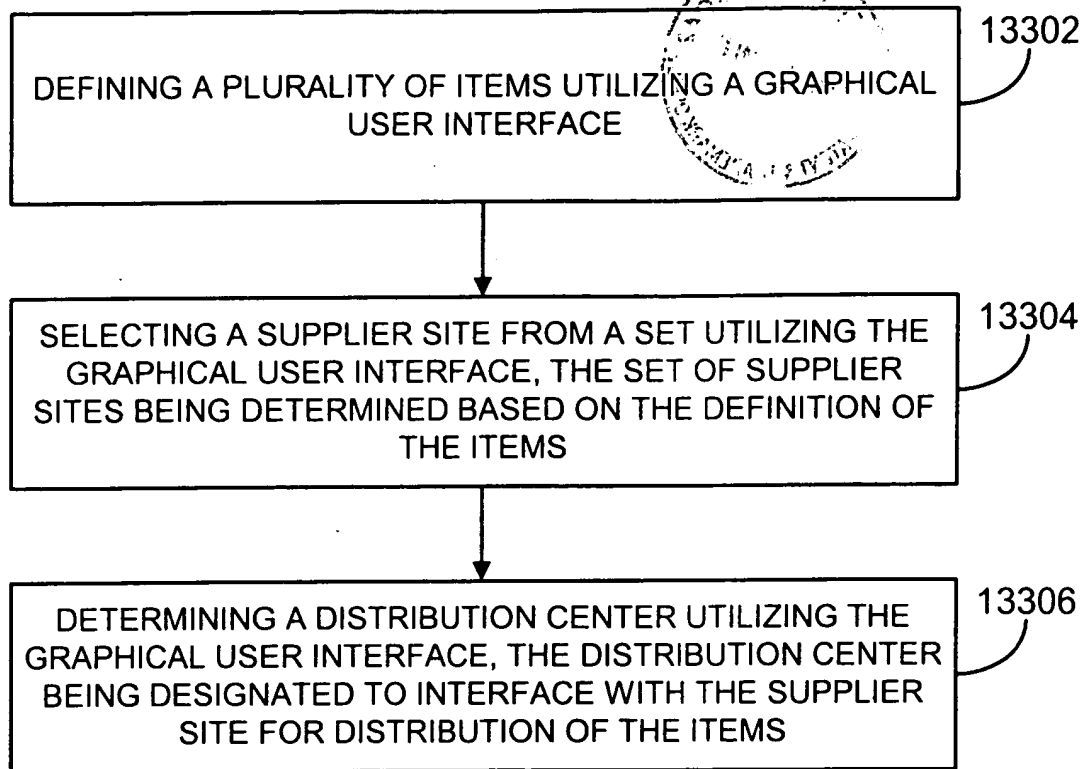 13302
DEFINING A PLURALITY OF ITEMS UTILIZING A GRAPHICAL
USER INTERFACE
13304
SELECTING A SUPPLIER SITE FROM A SET UTILIZING THE
GRAPHICAL USER INTERFACE, THE SET OF SUPPLIER
SITES BEING DETERMINED BASED ON THE DEFINITION OF
THE ITEMS
13306
DETERMINING A DISTRIBUTION CENTER UTILIZING THE
GRAPHICAL USER INTERFACE, THE DISTRIBUTION CENTER
BEING DESIGNATED TO INTERFACE WITH THE SUPPLIER
SITE FOR DISTRIBUTION OF THE ITEMS